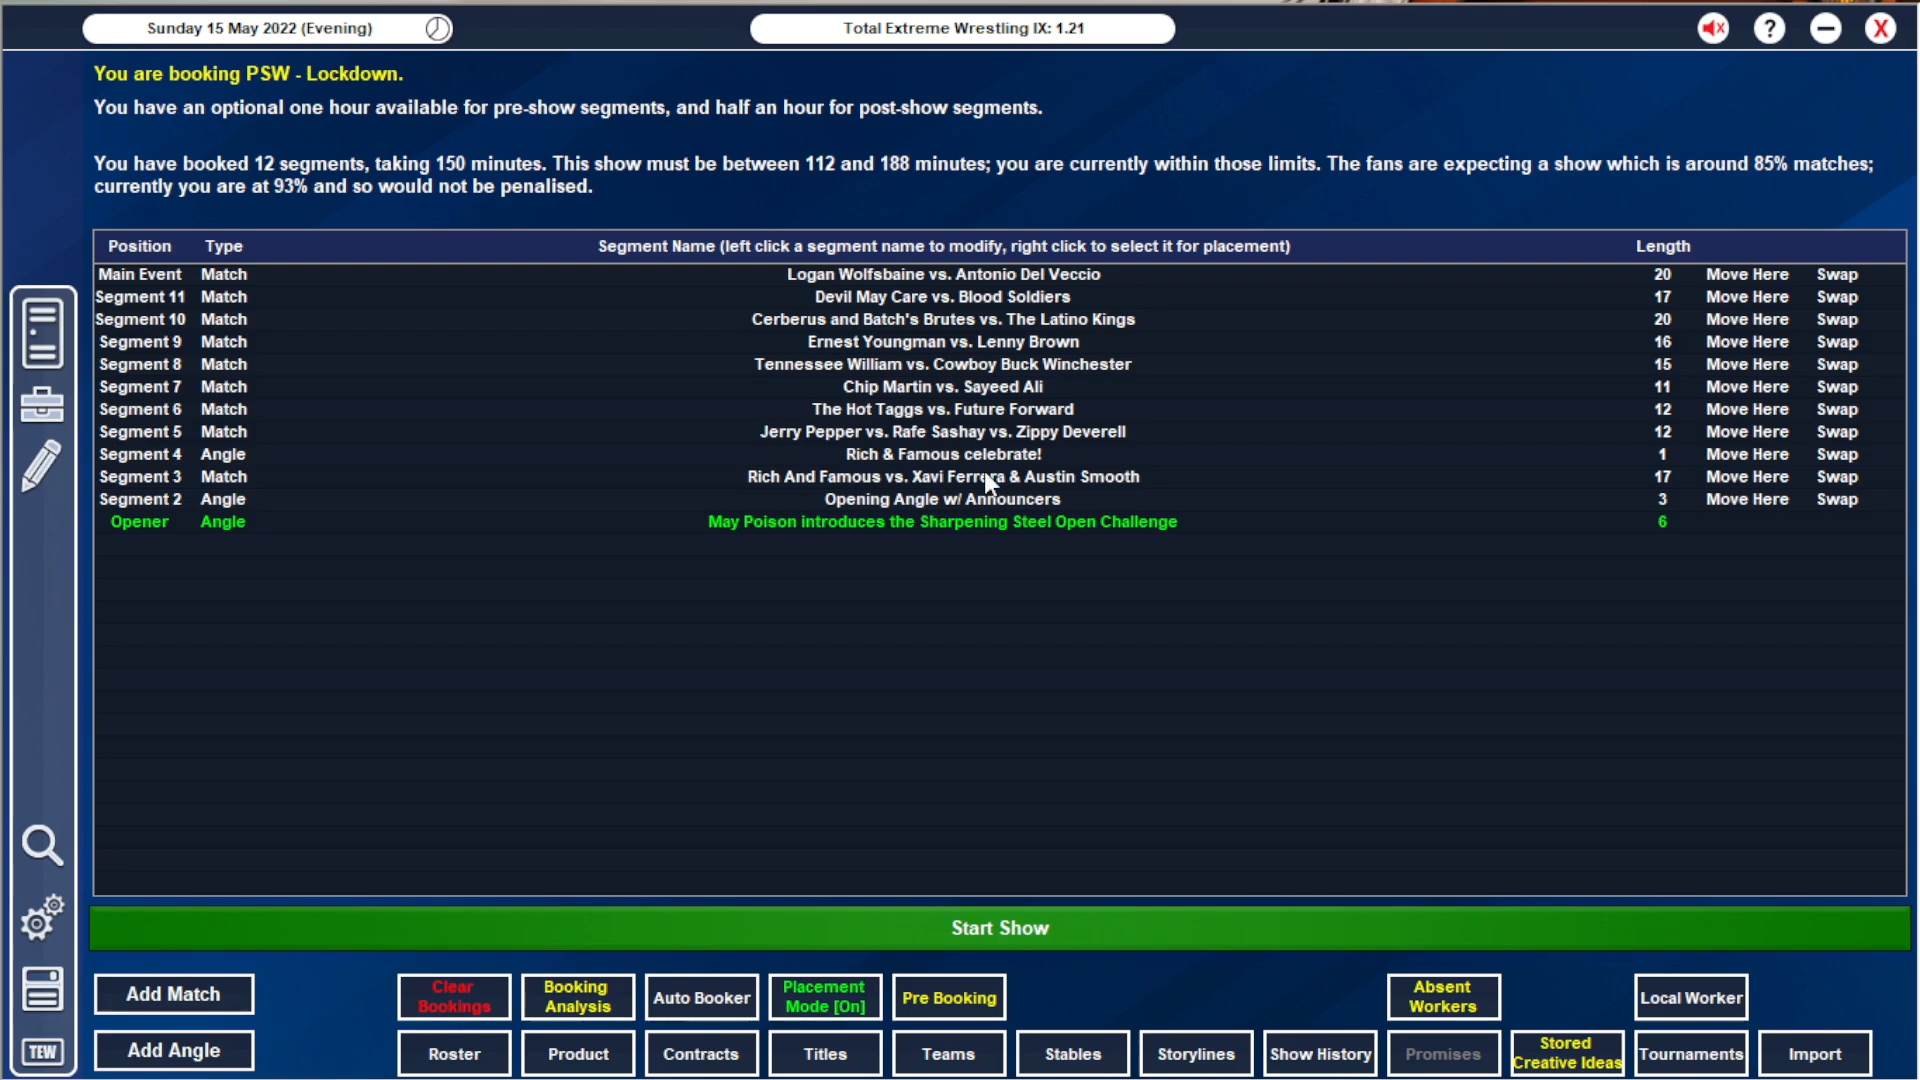 Sunday 15 May 2022 (Evening)
Total Extreme Wrestling IX: 1.21
?
X
You are booking PSW - Lockdown.
You have an optional one hour available for pre-show segments, and half an hour for post-show segments.
You have booked 12 segments, taking 150 minutes. This show must be between 112 and 188 minutes; you are currently within those limits. The fans are expecting a show which is around 85% matches;
currently you are at 93% and so would not be penalised.
Position Type Segment Name (left click a segment name to modify, right click to select it for placement) Length
Main Event Match Logan Wolfsbaine vs. Antonio Del Veccio 20 Move Here Swap
Segment 11 Match Devil May Care vs. Blood Soldiers 17 Move Here Swap
Segment 10 Match Cerberus and Batch's Brutes vs. The Latino Kings 20 Move Here Swap
Segment 9 Match Ernest Youngman vs. Lenny Brown 16 Move Here Swap
Segment 8 Match Tennessee William vs. Cowboy Buck Winchester 15 Move Here Swap
Segment 7 Match Chip Martin vs. Sayeed Ali 11 Move Here Swap
Segment 6 Match The Hot Taggs vs. Future Forward 12 Move Here Swap
Segment 5 Match Jerry Pepper vs. Rafe Sashay vs. Zippy Deverell 12 Move Here Swap
Segment 4 Angle Rich & Famous celebrate! 1 Move Here Swap
Segment 3 Match Rich And Famous vs. Xavi Ferrera & Austin Smooth 17 Move Here Swap
Segment 2 Angle Opening Angle w/ Announcers 3 Move Here Swap
Opener Angle May Poison introduces the Sharpening Steel Open Challenge 6
Start Show
Add Match
Clear Bookings
Booking Analysis
Auto Booker
Placement Mode [On]
Pre Booking
Absent Workers
Local Worker
TEW
Add Angle
Roster
Product
Contracts
Titles
Teams
Stables
Storylines
Show History
Promises
Stored Creative Ideas
Tournaments
Import